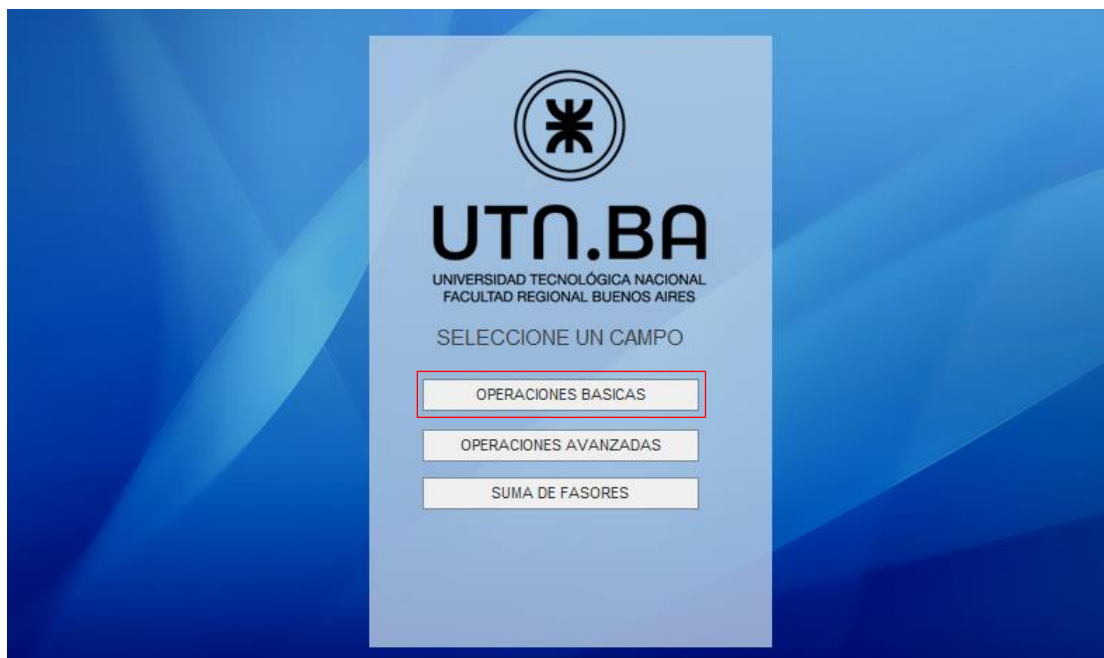 UTN.BA
UNIVERSIDAD TECNOLÓGICA NACIONAL
FACULTAD REGIONAL BUENOS AIRES
SELECCIONE UN CAMPO
OPERACIONES BASICAS
OPERACIONES AVANZADAS
SUMA DE FASORES